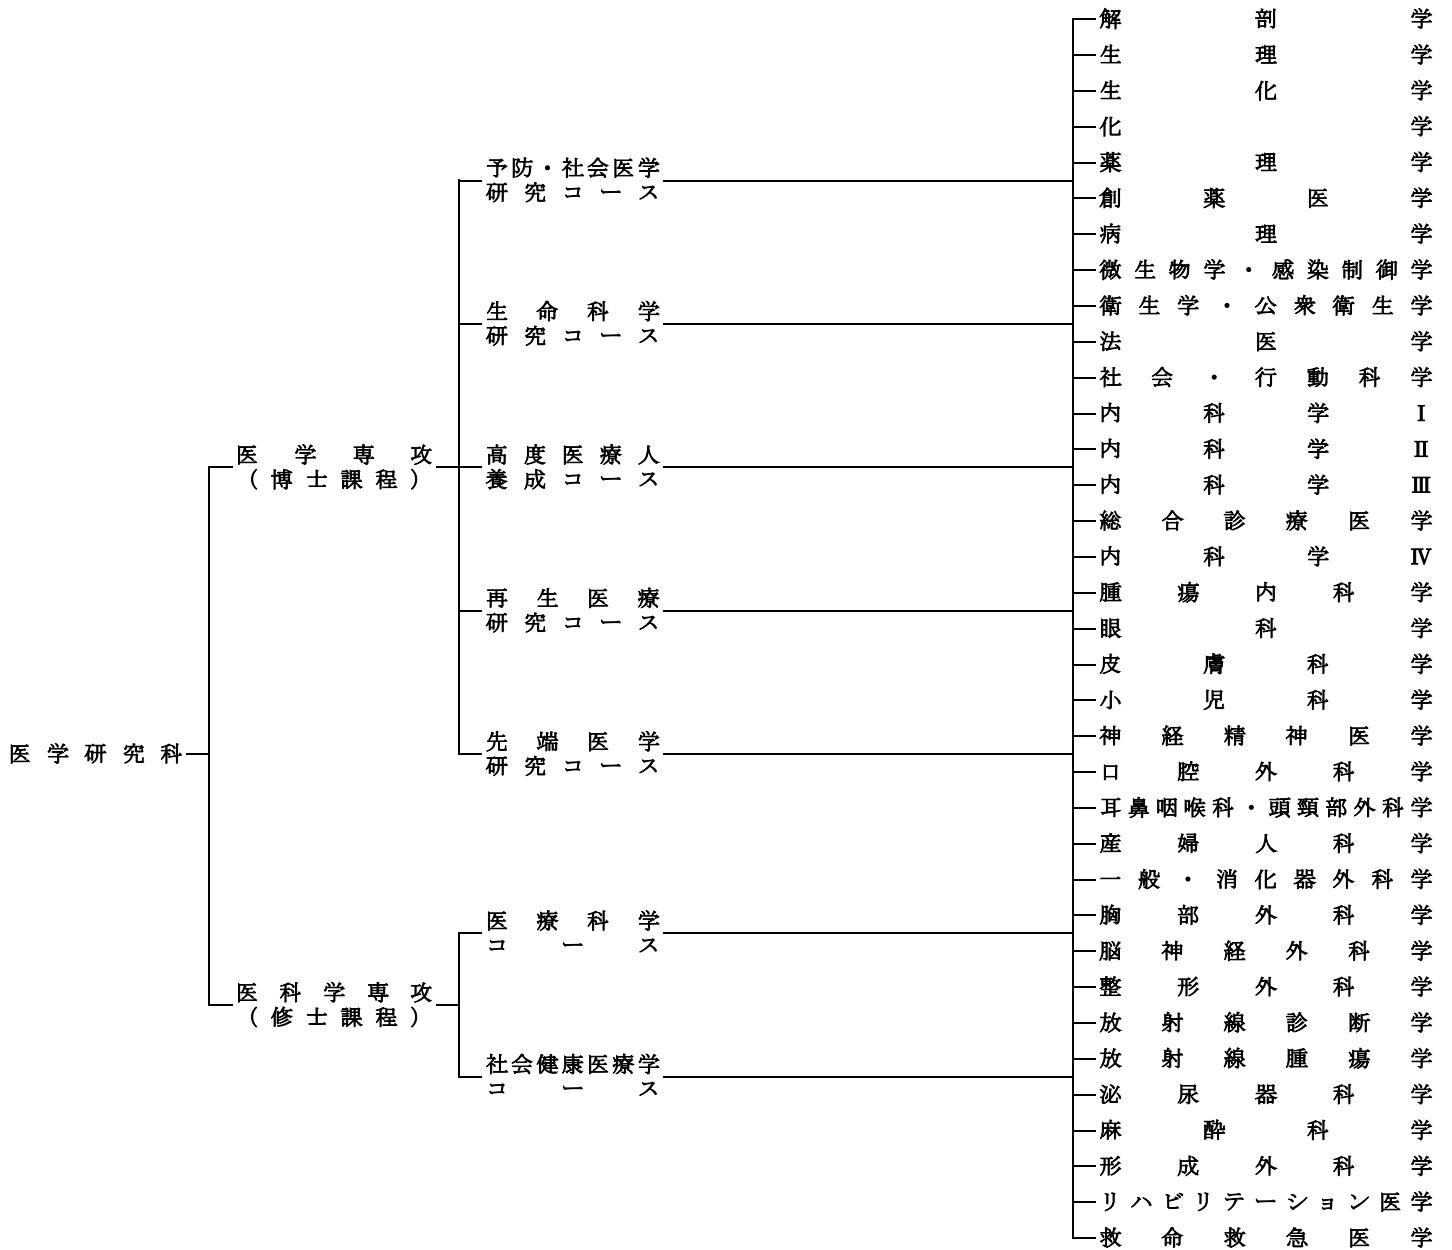 医学研究科
医学専攻
（博士課程）
予防・社会医学
研究コース
生命科学
研究コース
高度医療人
養成コース
再生医療
研究コース
先端医学
研究コース
医科学専攻
（修士課程）
医療科学
コース
社会健康医療学
コース
解剖学
生理学
生化学
化学
薬理学
創薬医学
病理学
微生物学・感染制御学
衛生学・公衆衛生学
法医学
社会・行動科学
内科学Ⅰ
内科学Ⅱ
内科学Ⅲ
総合診療医学
内科学Ⅳ
腫瘍内科学
眼科学
皮膚科学
小児科学
神経精神医学
口腔外科学
耳鼻咽喉科・頭頸部外科学
産婦人科学
一般・消化器外科学
胸部外科学
脳神経外科学
整形外科学
放射線診断学
放射線腫瘍学
泌尿器科学
麻酔科学
形成外科学
リハビリテーション医学
救命救急医学